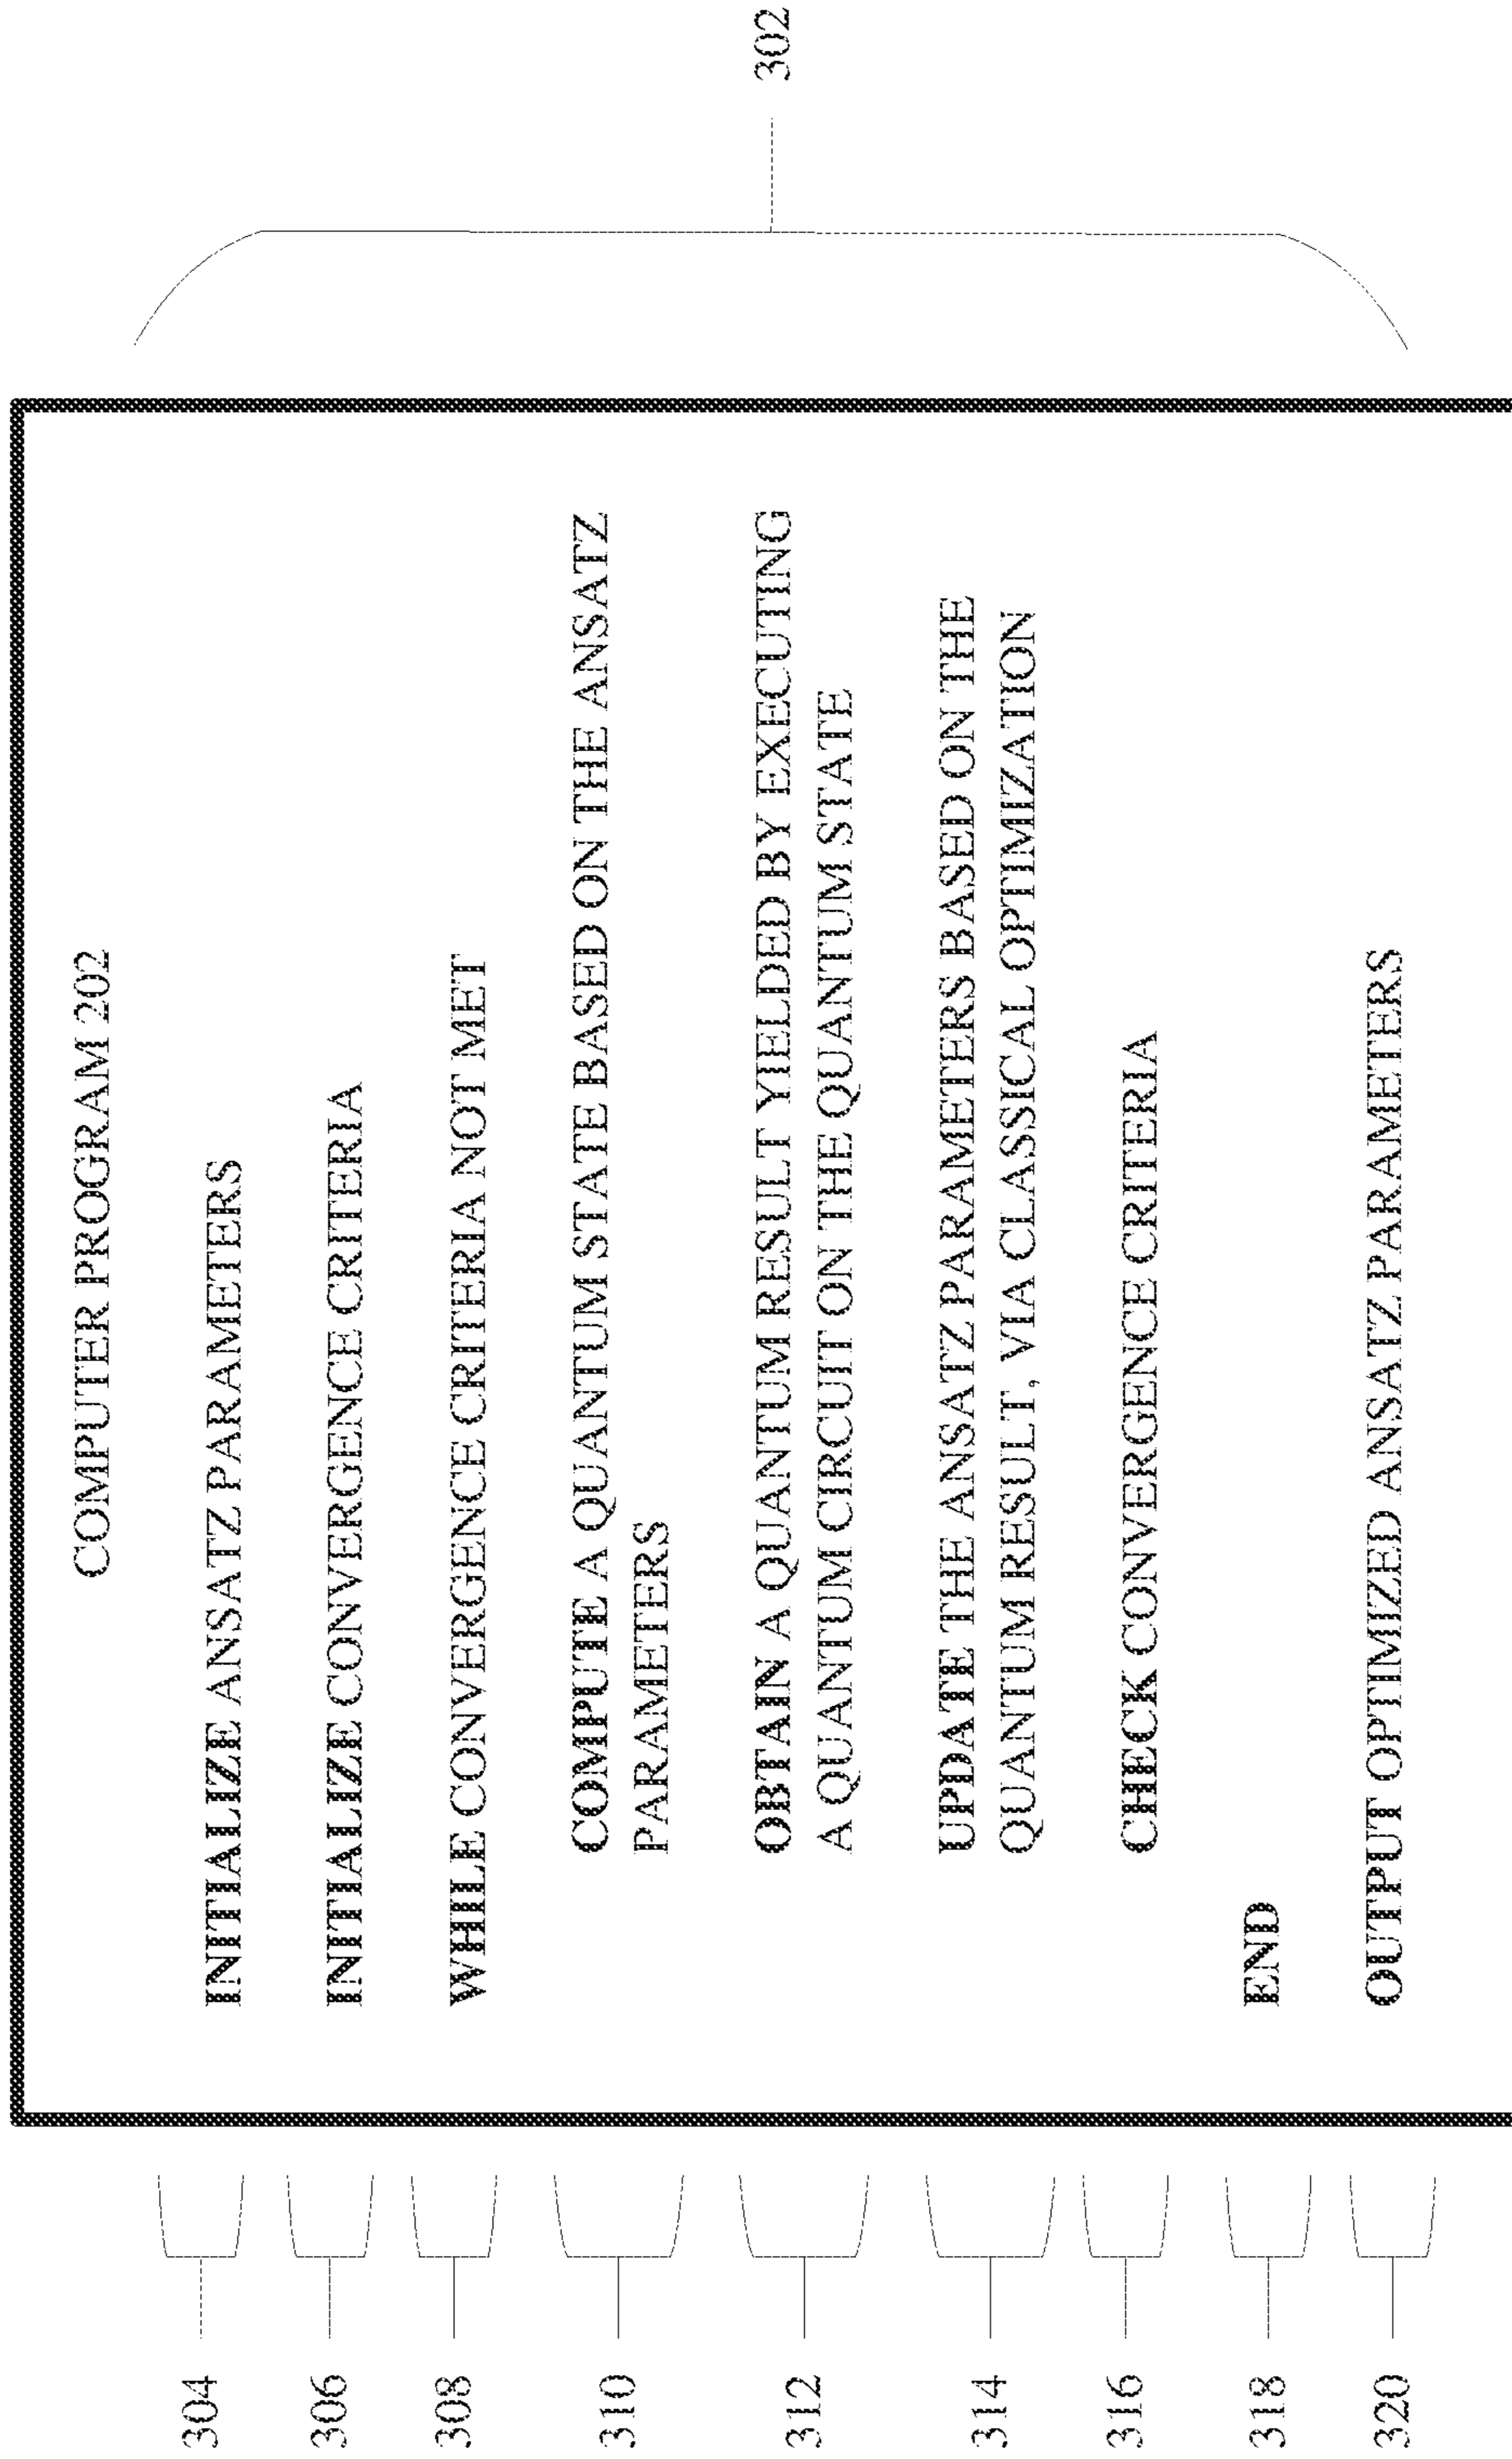 COMPUTER PROGRAM 202
304
INITIALIZE ANSATZ PARAMETERS
306
INITIALIZE CONVERGENCE CRITERIA
308
WHILE CONVERGENCE CRITERIA NOT MET
310
COMPUTE A QUANTUM STATE BASED ON THE ANSATZ
PARAMETERS
312
OBTAIN A QUANTUM RESULT YIELDED BY EXECUTING
A QUANTUM CIRCUIT ON THE QUANTUM STATE
302
314
UPDATE THE ANSATZ PARAMETERS BASED ON THE
QUANTUM RESULT, VIA CLASSICAL OPTIMIZATION
316
CHECK CONVERGENCE CRITERIA
318
END
320
OUTPUT OPTIMIZED ANSATZ PARAMETERS